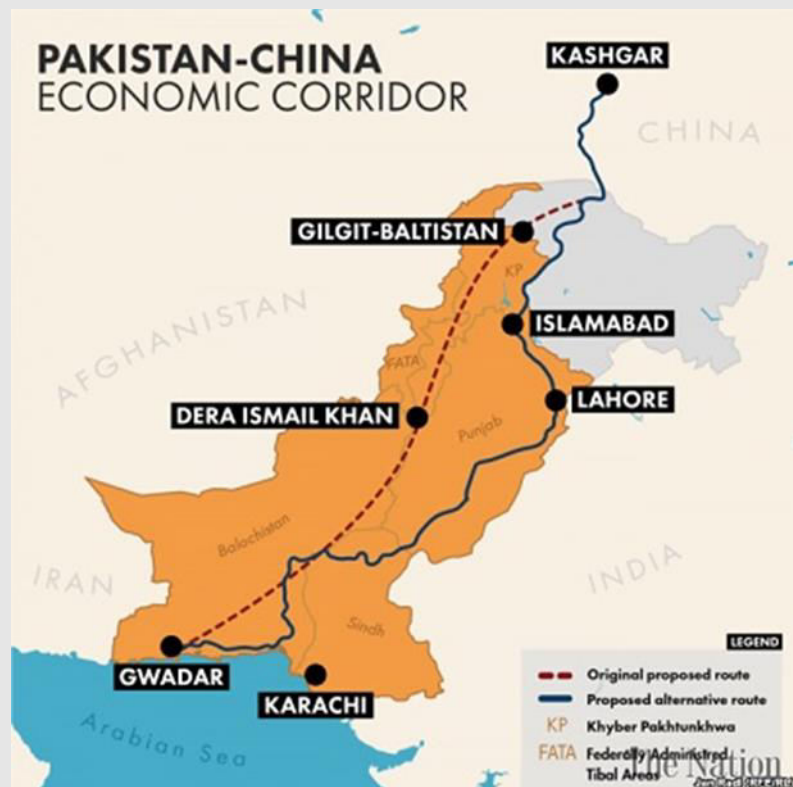 PAKISTAN-CHINA
ECONOMIC CORRIDOR
KASHGAR
CHINA
GILGIT-BALTISTAN
KP
ISLAMABAD
AFGHANISTAN
FATA
LAHORE
DERA ISMAIL KHAN
Punjab
Balochistan
IRAN
INDIA
Sindh
GWADAR
KARACHI
Arabian Sea
LEGEND
Original proposed route
Proposed alternative route
KP Khyber Pakhtunkhwa
FATA Federally Administred
Tibal Areas
The Nation